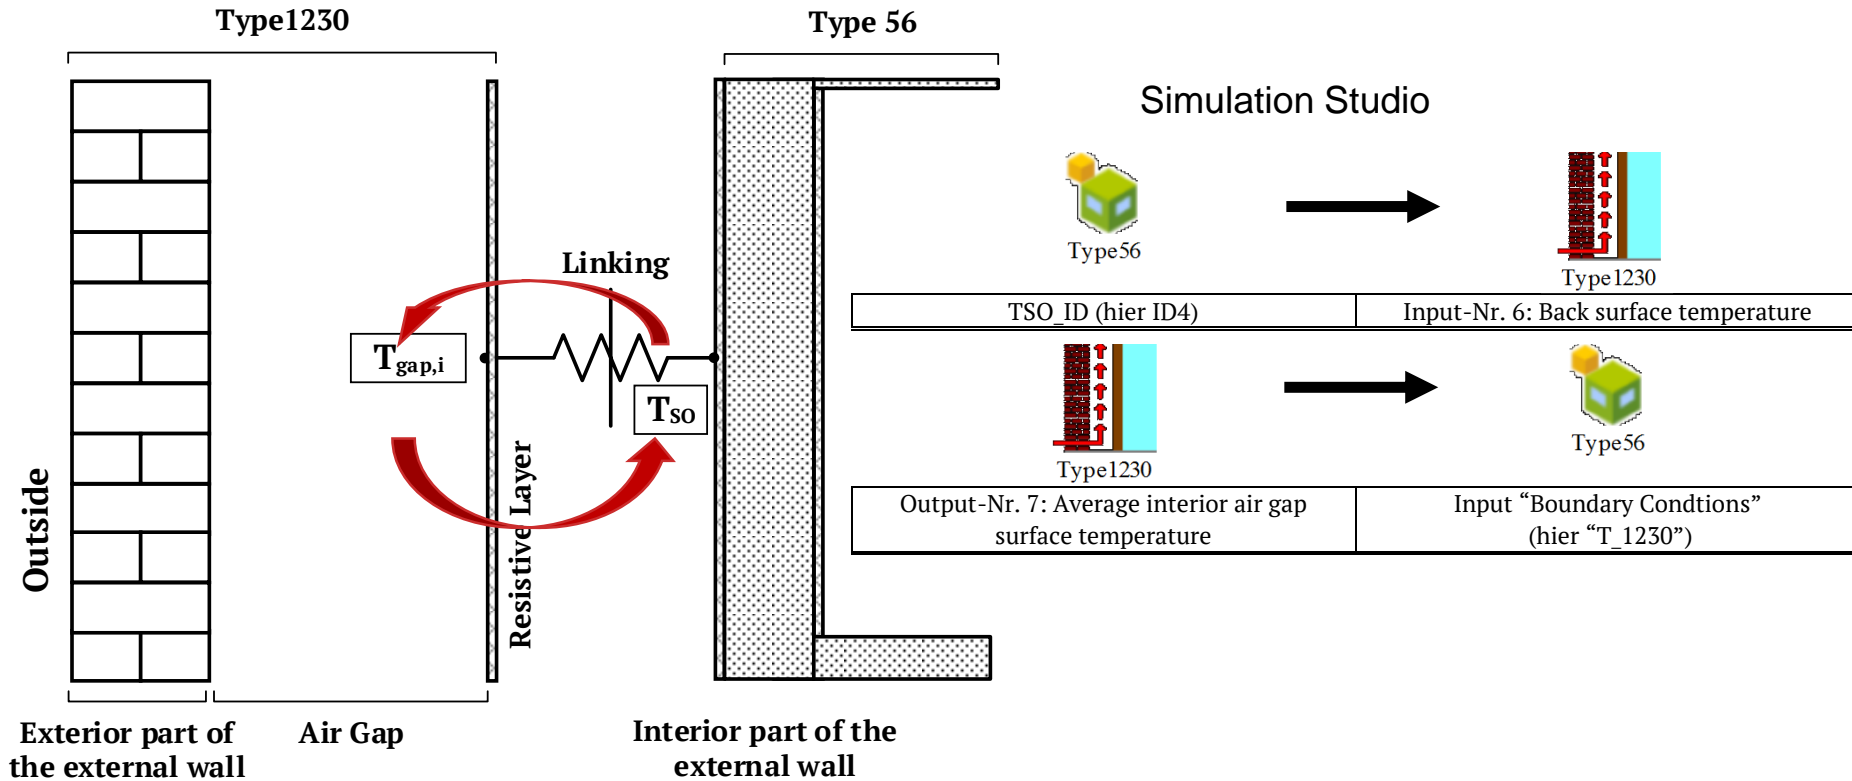 Type1230
Type 56
Simulation Studio
Type56
Type1230
TSO_ID (hier ID4)
Input-Nr. 6: Back surface temperature
Type1230
Type56
Output-Nr. 7: Average interior air gap
surface temperature
Input “Boundary Condtions”
(hier “T_1230”)
Linking
Tgap,i
TSO
Outside
Resistive Layer
Exterior part of
the external wall
Air Gap
Interior part of the
external wall